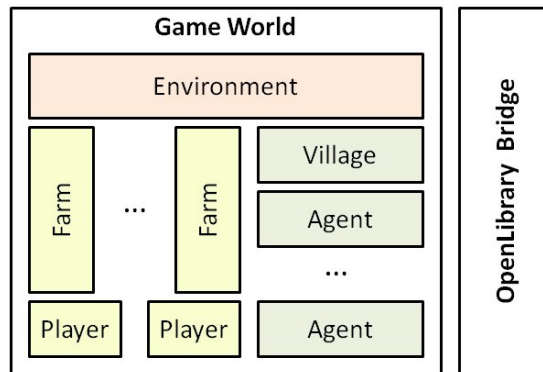 Game World
Environment
Farm
...
Farm
Village
Agent
...
Player
Player
Agent
OpenLibrary Bridge